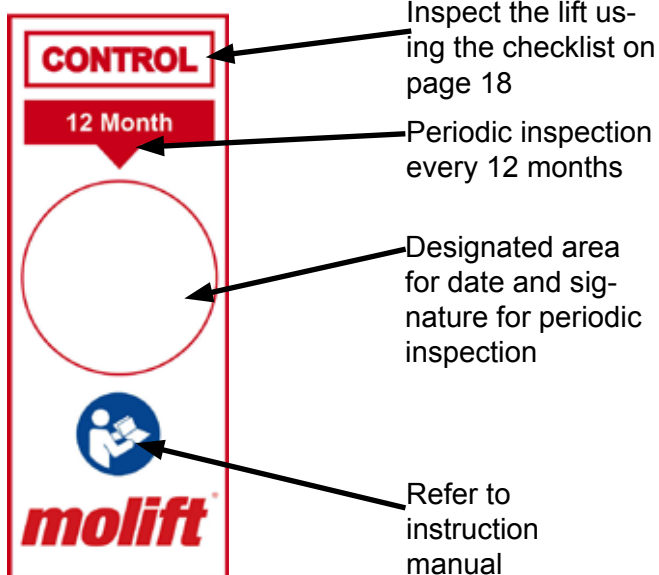 CONTROL
12 Month
molift
Inspect the lift us-
ing the checklist on
page 18
Periodic inspection
every 12 months
Designated area
for date and sig-
nature for periodic
inspection
Refer to
instruction
manual